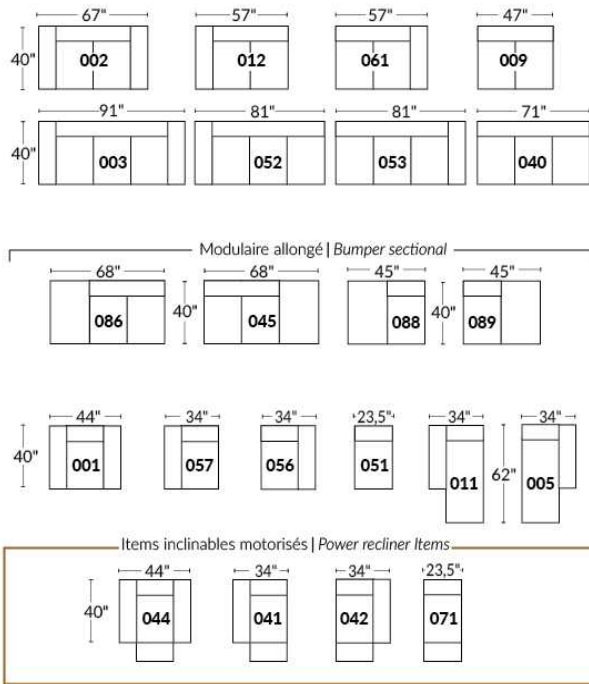 67" 57" 57" 47"
40" 002 012 061 009
91" 81" 81" 71"
40" 003 052 053 040
Modulaire allongé | Bumper sectional
68" 68" 45" 45"
086 40" 045 088 40" 089
44" 34" 34" 23,5" 34" 34"
40" 001 057 056 051 011 62" 005
Items inclinables motorisés | Power recliner Items
44" 34" 34" 23,5"
40" 044 041 042 071